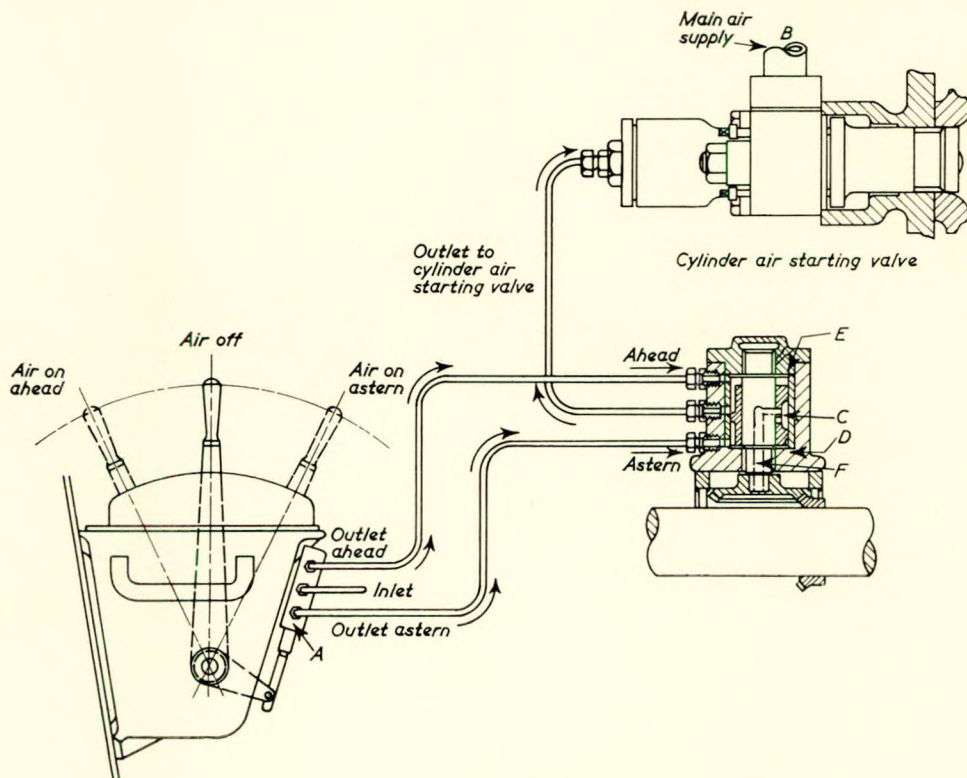 Main air
supply
B
Cylinder air starting valve
Outlet to
cylinder air
starting valve
Air off
Air on
ahead
Air on
astern
Ahead
E
C
D
Astern
F
Outlet
ahead
Inlet
Outlet astern
A